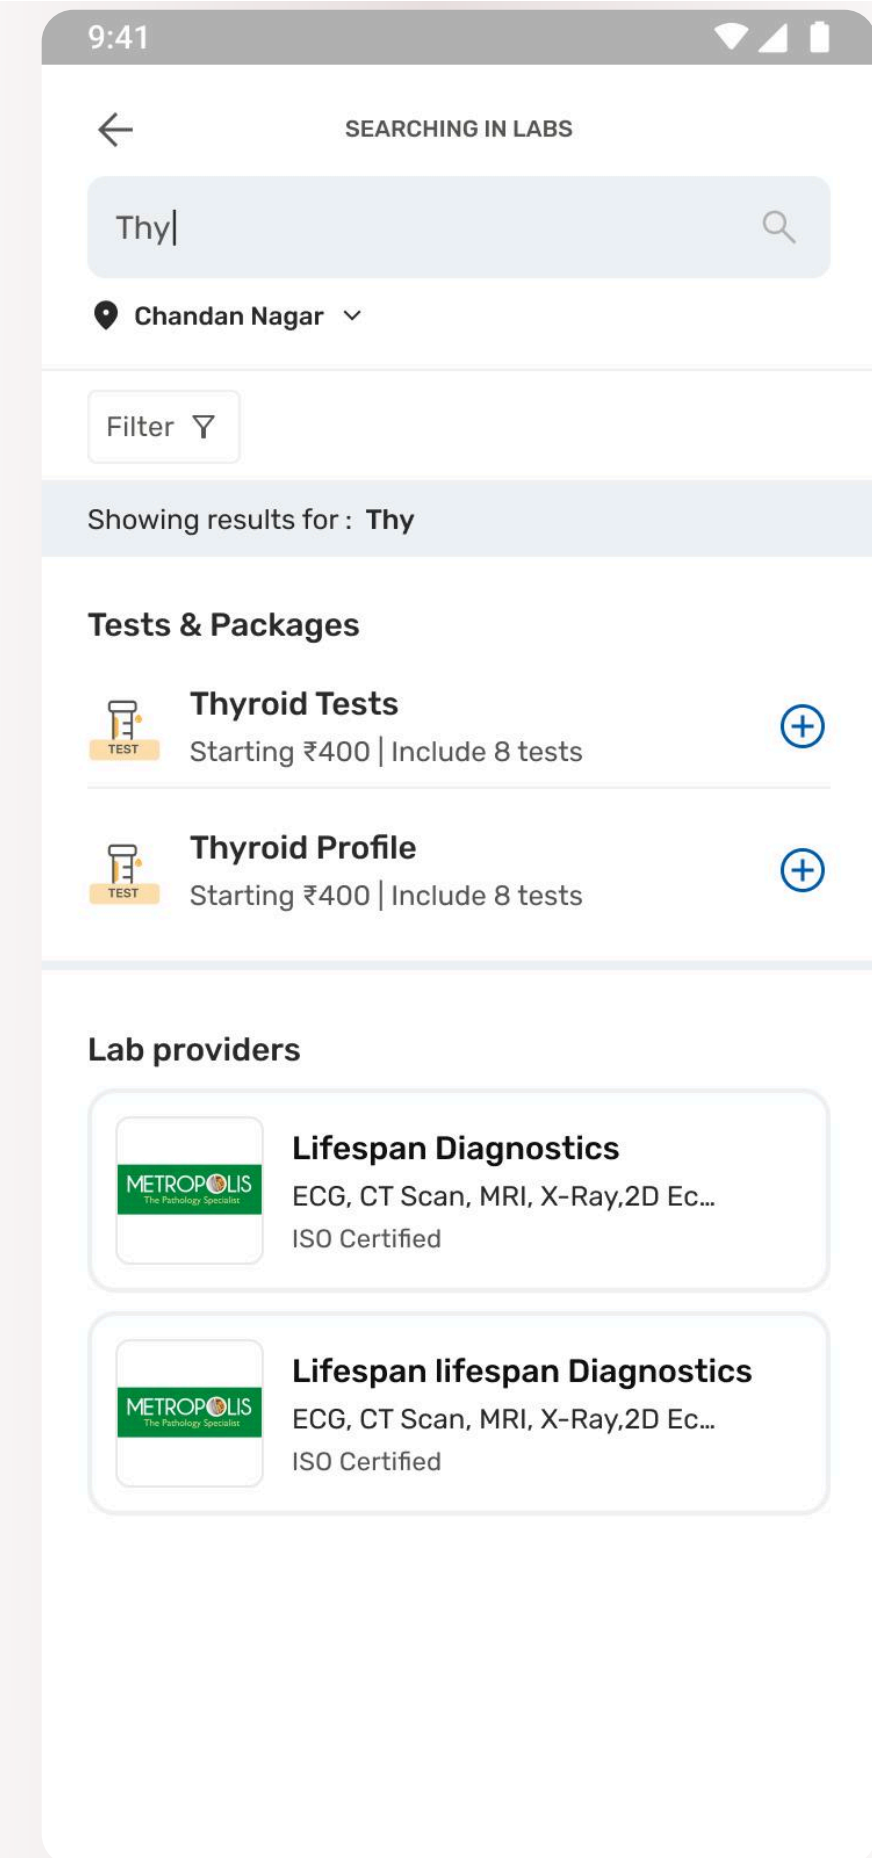 9:41
SEARCHING IN LABS
Thy
Chandan Nagar
Filter
Showing results for : Thy
Tests & Packages
TEST
Thyroid Tests
Starting ₹400 | Include 8 tests
TEST
Thyroid Profile
Starting ₹400 | Include 8 tests
Lab providers
METROPOLIS
The Pathology Specialist
Lifespan Diagnostics
ECG, CT Scan, MRI, X-Ray,2D Ec...
ISO Certified
METROPOLIS
The Pathology Specialist
Lifespan lifespan Diagnostics
ECG, CT Scan, MRI, X-Ray,2D Ec...
ISO Certified